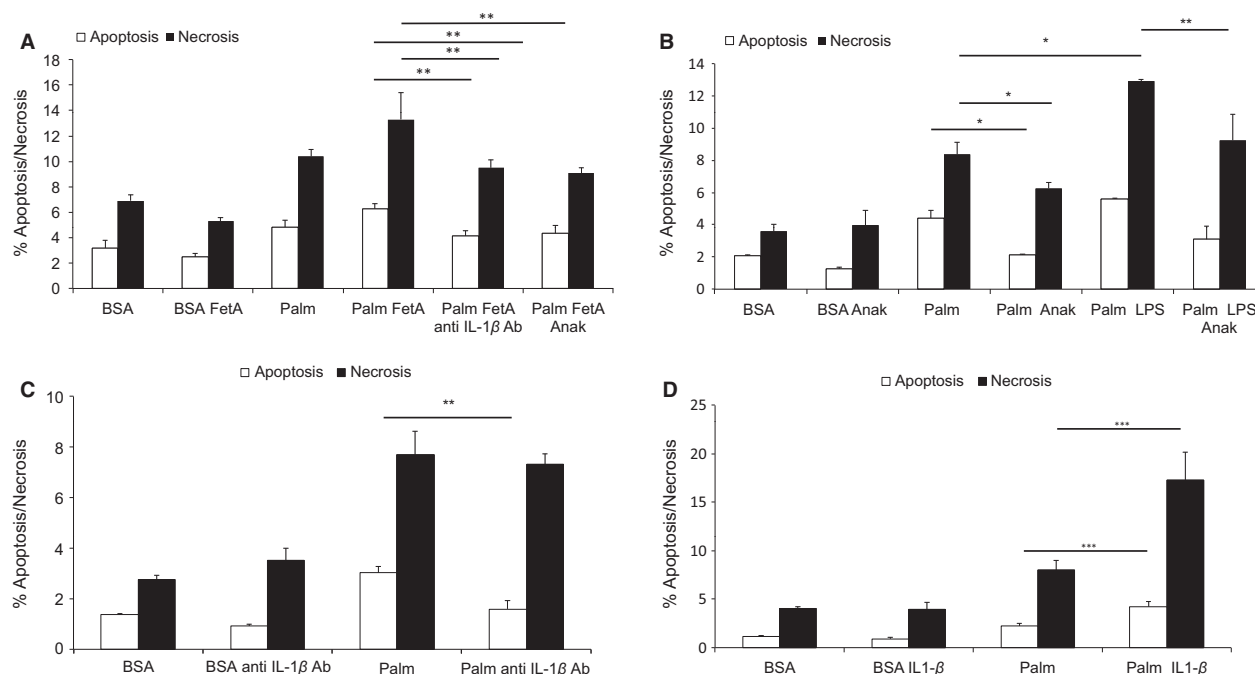 A
Apoptosis Necrosis
**
**
**
**
% Apoptosis/Necrosis
18
16
14
12
10
8
6
4
2
0
BSA BSA FetA Palm Palm FetA Palm FetA Palm FetA
anti IL-1β Ab Anak
B
Apoptosis Necrosis
**
*
*
*
% Apoptosis/Necrosis
14
12
10
8
6
4
2
0
BSA BSA Anak Palm Palm Anak Palm LPS Palm LPS
Anak
C
Apoptosis Necrosis
**
% Apoptosis/Necrosis
10
8
6
4
2
0
BSA BSA anti IL-1β Ab Palm Palm anti IL-1β Ab
D
Apoptosis Necrosis
***
***
% Apoptosis/Necrosis
25
20
15
10
5
0
BSA BSA IL1-β Palm Palm IL1-β